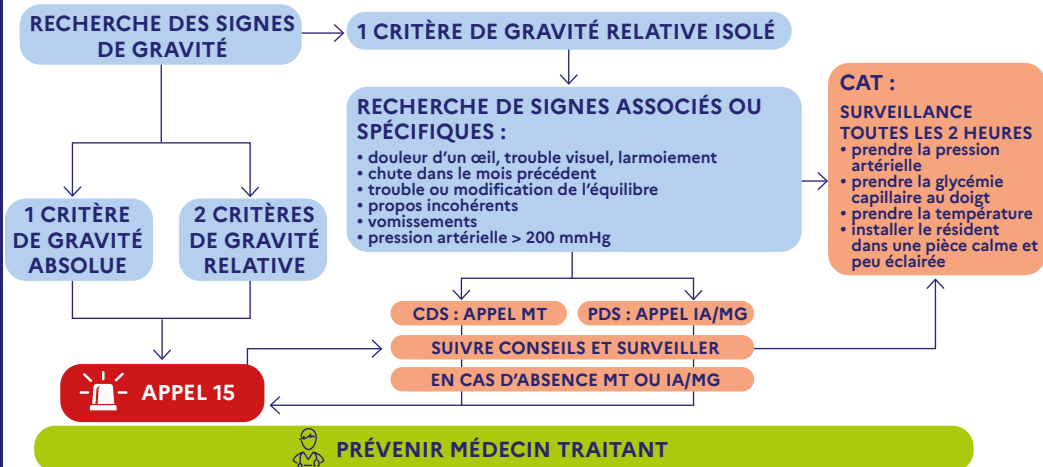 RECHERCHE DES SIGNES
DE GRAVITÉ
1 CRITÈRE DE GRAVITÉ RELATIVE ISOLÉ
RECHERCHE DE SIGNES ASSOCIÉS OU
SPÉCIFIQUES :
• douleur d’un œil, trouble visuel, larmoiement
• chute dans le mois précédent
• trouble ou modification de l’équilibre
• propos incohérents
• vomissements
• pression artérielle > 200 mmHg
CAT :
SURVEILLANCE
TOUTES LES 2 HEURES
• prendre la pression
artérielle
• prendre la glycémie
capillaire au doigt
• prendre la température
• installer le résident
dans une pièce calme et
peu éclairée
1 CRITÈRE
DE GRAVITÉ
ABSOLUE
2 CRITÈRES
DE GRAVITÉ
RELATIVE
CDS : APPEL MT
PDS : APPEL IA/MG
SUIVRE CONSEILS ET SURVEILLER
EN CAS D’ABSENCE MT OU IA/MG
APPEL 15
PRÉVENIR MÉDECIN TRAITANT